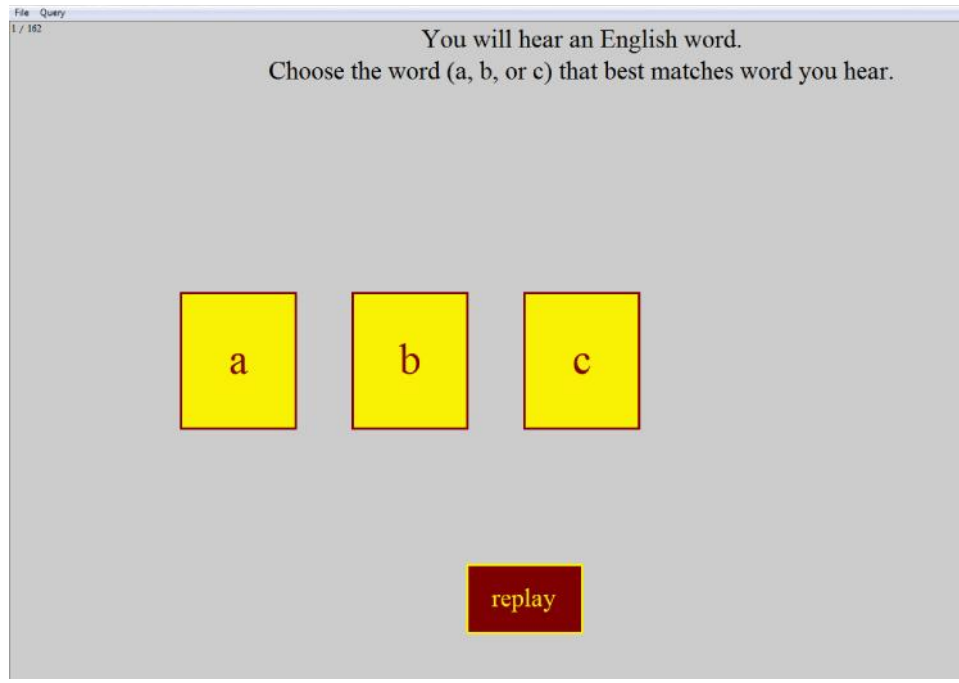 File Query
1 / 162
You will hear an English word.
Choose the word (a, b, or c) that best matches word you hear.
a b c
replay